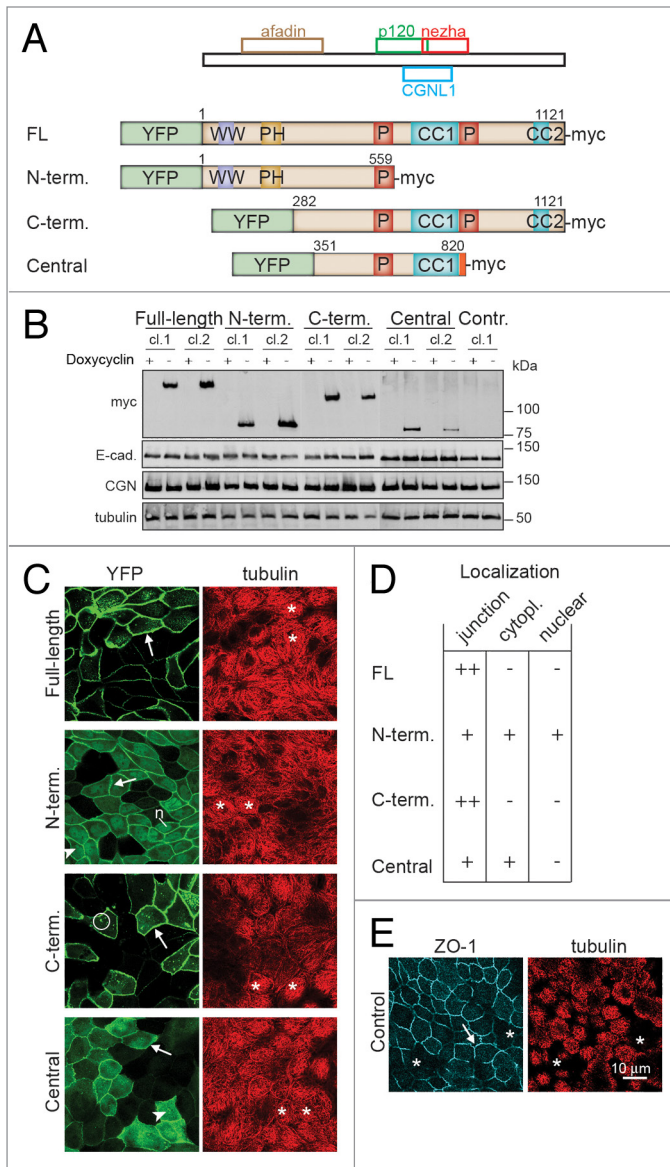 A
afadin
p120 nezha
CGNL1
1 1121
FL YFP WW PH P CC1 P CC2 -myc
1 559
N-term. YFP WW PH P -myc
282 1121
C-term. YFP P CC1 P CC2 -myc
351 820
Central YFP P CC1 -myc
B
Full-length N-term. C-term. Central Contr.
cl.1 cl.2 cl.1 cl.2 cl.1 cl.2 cl.1 cl.2 cl.1
Doxycyclin + - + - + - + - + - + - + - + - + -
kDa
myc
100
75
E-cad.
150
CGN
150
tubulin
50
C
YFP tubulin
Full-length
* *
N-term.
n
* *
C-term.
* *
Central
* *
D
Localization
junction cytopl. nuclear
FL ++ - -
N-term. + + +
C-term. ++ - -
Central + + -
E
ZO-1 tubulin
Control
* * * *
10 μm